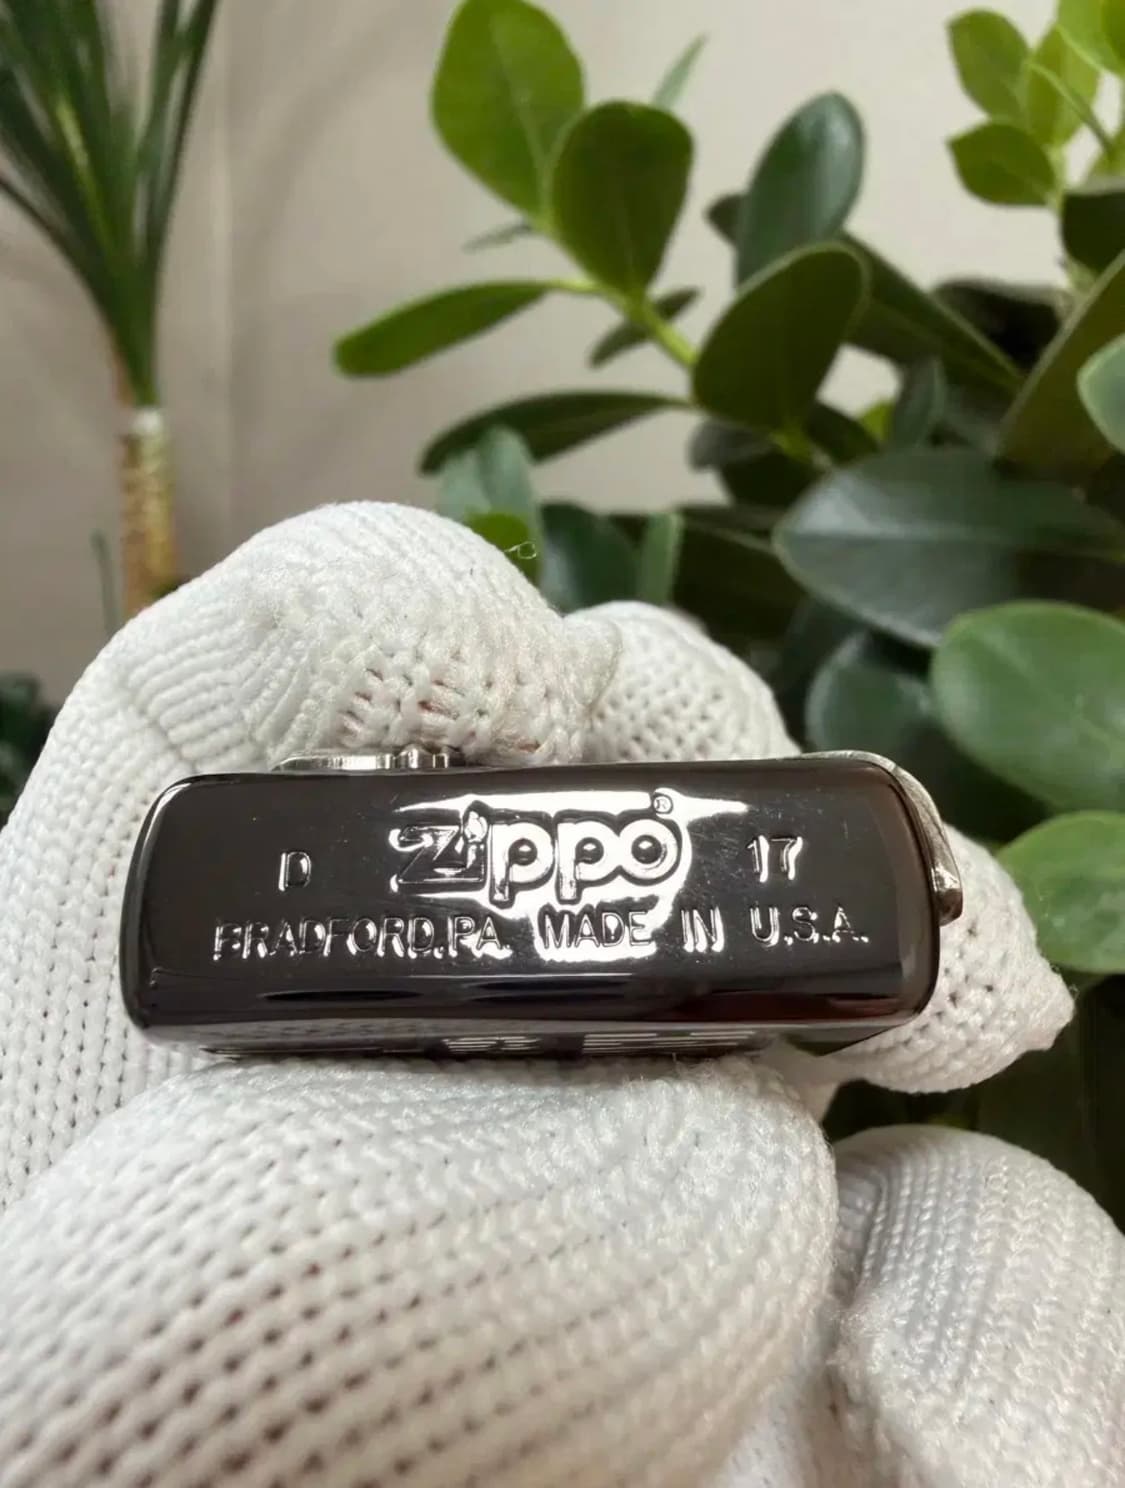 D Zippo® 17
BRADFORD,PA. MADE IN U.S.A.